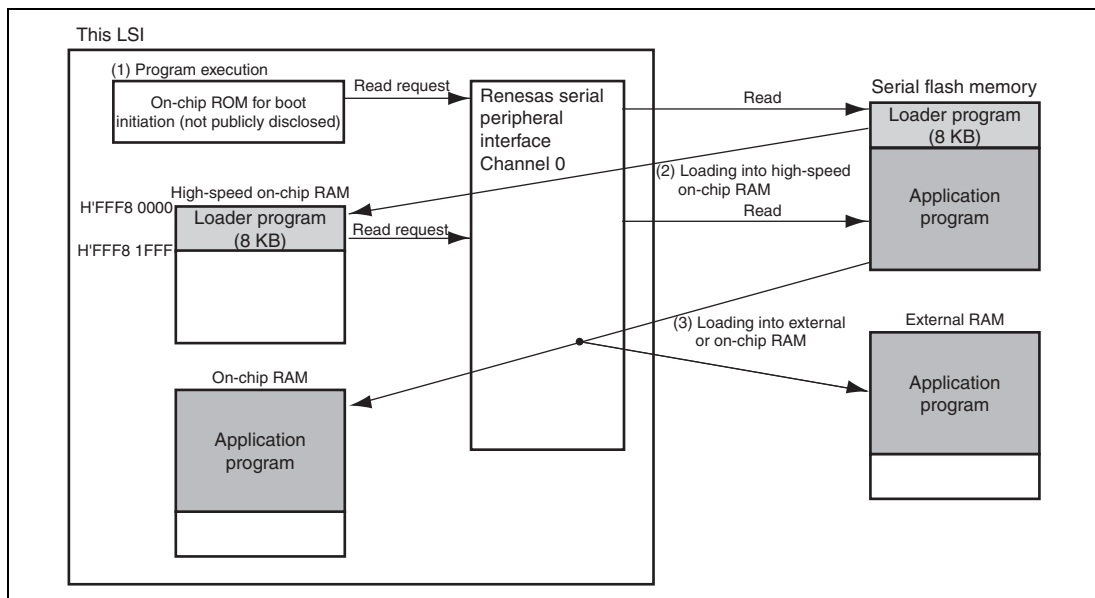 This LSI
(1) Program execution
On-chip ROM for boot
initiation (not publicly disclosed)
Read request
Renesas serial
peripheral
interface
Channel 0
Read
Serial flash memory
Loader program
(8 KB)
Application
program
(2) Loading into high-speed
on-chip RAM
Read
High-speed on-chip RAM
H'FFF8 0000
Loader program
(8 KB)
H'FFF8 1FFF
Read request
(3) Loading into external
or on-chip RAM
External RAM
Application
program
On-chip RAM
Application
program